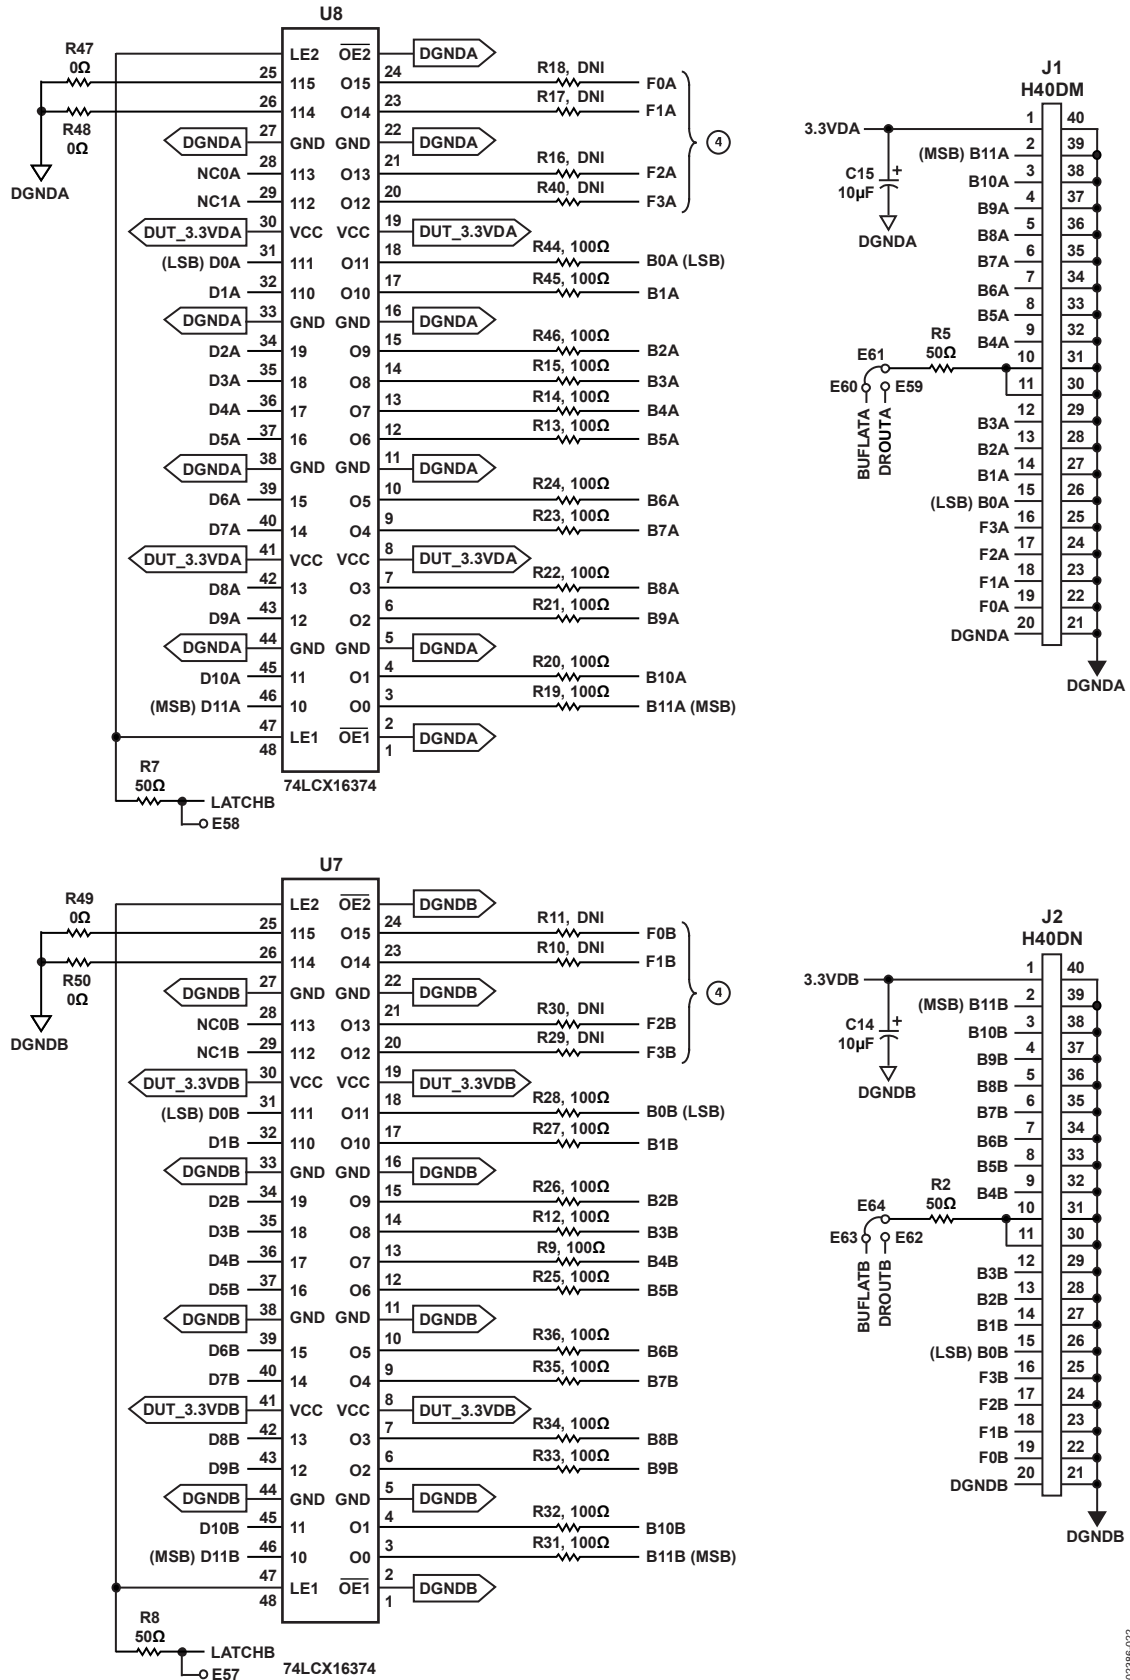 U8
R47
0Ω
R48
0Ω
DGNDA
LE2 OE2 DGNDA
25 115 O15 24 R18, DNI F0A
26 114 O14 23 R17, DNI F1A
DGNDA 27 GND GND 22 DGNDA
4
NC0A 28 113 O13 21 R16, DNI F2A
NC1A 29 112 O12 20 R40, DNI F3A
DUT_3.3VDA 30 VCC VCC 19 DUT_3.3VDA
(LSB) D0A 31 111 O11 18 R44, 100Ω B0A (LSB)
D1A 32 110 O10 17 R45, 100Ω B1A
DGNDA 33 GND GND 16 DGNDA
D2A 34 19 O9 15 R46, 100Ω B2A
D3A 35 18 O8 14 R15, 100Ω B3A
D4A 36 17 O7 13 R14, 100Ω B4A
D5A 37 16 O6 12 R13, 100Ω B5A
DGNDA 38 GND GND 11 DGNDA
D6A 39 15 O5 10 R24, 100Ω B6A
D7A 40 14 O4 9 R23, 100Ω B7A
DUT_3.3VDA 41 VCC VCC 8 DUT_3.3VDA
D8A 42 13 O3 7 R22, 100Ω B8A
D9A 43 12 O2 6 R21, 100Ω B9A
DGNDA 44 GND GND 5 DGNDA
D10A 45 11 O1 4 R20, 100Ω B10A
(MSB) D11A 46 10 O0 3 R19, 100Ω B11A (MSB)
47 LE1 OE1 2 DGNDA
48 1
R7
50Ω
74LCX16374
LATCHB
E58
J1
H40DM
3.3VDA 1 40
(MSB) B11A 2 39
C15
10µF
+
DGNDA
B10A 3 38
B9A 4 37
B8A 5 36
B7A 6 35
B6A 7 34
B5A 8 33
B4A 9 32
10 31
11 30
E61
R5
50Ω
E60 E59
BUFLATA
DROUTA
B3A 12 29
B2A 13 28
B1A 14 27
(LSB) B0A 15 26
F3A 16 25
F2A 17 24
F1A 18 23
F0A 19 22
DGNDA 20 21
DGNDA
U7
R49
0Ω
R50
0Ω
DGNDB
LE2 OE2 DGNDB
25 115 O15 24 R11, DNI F0B
26 114 O14 23 R10, DNI F1B
DGNDB 27 GND GND 22 DGNDB
4
NC0B 28 113 O13 21 R30, DNI F2B
NC1B 29 112 O12 20 R29, DNI F3B
DUT_3.3VDB 30 VCC VCC 19 DUT_3.3VDB
(LSB) D0B 31 111 O11 18 R28, 100Ω B0B (LSB)
D1B 32 110 O10 17 R27, 100Ω B1B
DGNDB 33 GND GND 16 DGNDB
D2B 34 19 O9 15 R26, 100Ω B2B
D3B 35 18 O8 14 R12, 100Ω B3B
D4B 36 17 O7 13 R9, 100Ω B4B
D5B 37 16 O6 12 R25, 100Ω B5B
DGNDB 38 GND GND 11 DGNDB
D6B 39 15 O5 10 R36, 100Ω B6B
D7B 40 14 O4 9 R35, 100Ω B7B
DUT_3.3VDB 41 VCC VCC 8 DUT_3.3VDB
D8B 42 13 O3 7 R34, 100Ω B8B
D9B 43 12 O2 6 R33, 100Ω B9B
DGNDB 44 GND GND 5 DGNDB
D10B 45 11 O1 4 R32, 100Ω B10B
(MSB) D11B 46 10 O0 3 R31, 100Ω B11B (MSB)
47 LE1 OE1 2 DGNDB
48 1
R8
50Ω
LATCHB
E57
74LCX16374
J2
H40DN
3.3VDB 1 40
(MSB) B11B 2 39
C14
10µF
+
DGNDB
B10B 3 38
B9B 4 37
B8B 5 36
B7B 6 35
B6B 7 34
B5B 8 33
B4B 9 32
10 31
11 30
E64
R2
50Ω
E63 E62
BUFLATB
DROUTB
B3B 12 29
B2B 13 28
B1B 14 27
(LSB) B0B 15 26
F3B 16 25
F2B 17 24
F1B 18 23
F0B 19 22
DGNDB 20 21
DGNDB